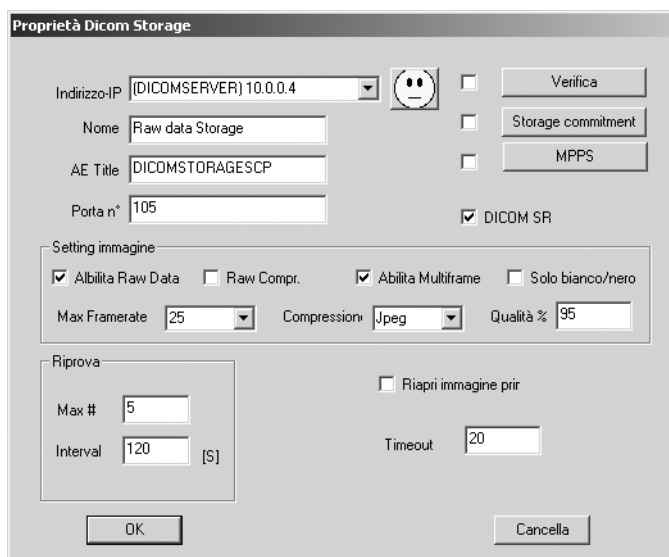 Proprietà Dicom Storage
Indirizzo-IP (DICOMSERVER) 10.0.0.4 Verifica
Nome Raw data Storage Storage commitment
AE Title DICOMSTORAGESCP MPPS
Porta n° 105 DICOM SR
Setting immagine
Albilita Raw Data Raw Compr. Abilita Multiframe Solo bianco/nero
Max Framerate 25 Compression Jpeg Qualità % 95
Riprova
Riapri immagine prir
Max # 5
Timeout 20
Interval 120 [S]
OK Cancella